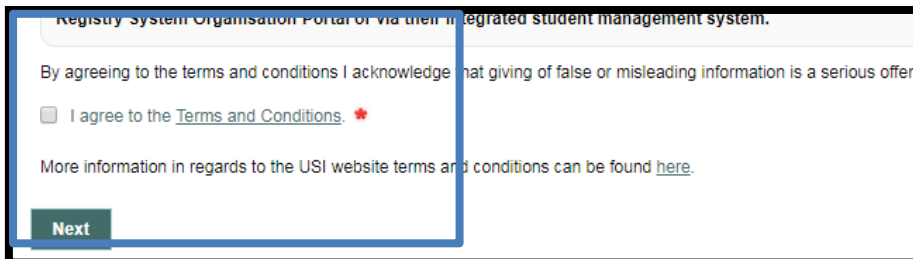 Registry System Organisation Portal or via their integrated student management system.
By agreeing to the terms and conditions I acknowledge that giving of false or misleading information is a serious
I agree to the Terms and Conditions. *
More information in regards to the USI website terms and conditions can be found here.
Next